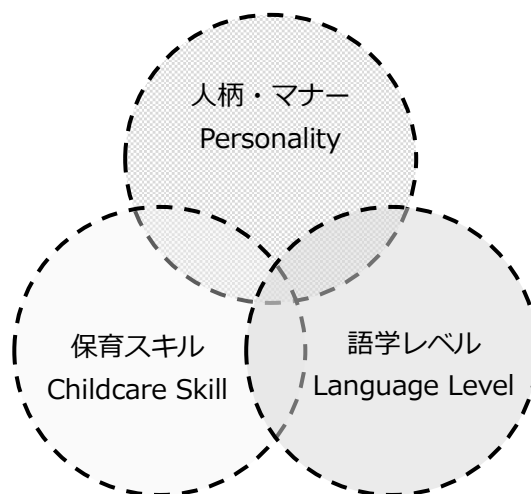 人柄・マナー
Personality
保育スキル
Childcare Skill
語学レベル
Language Level